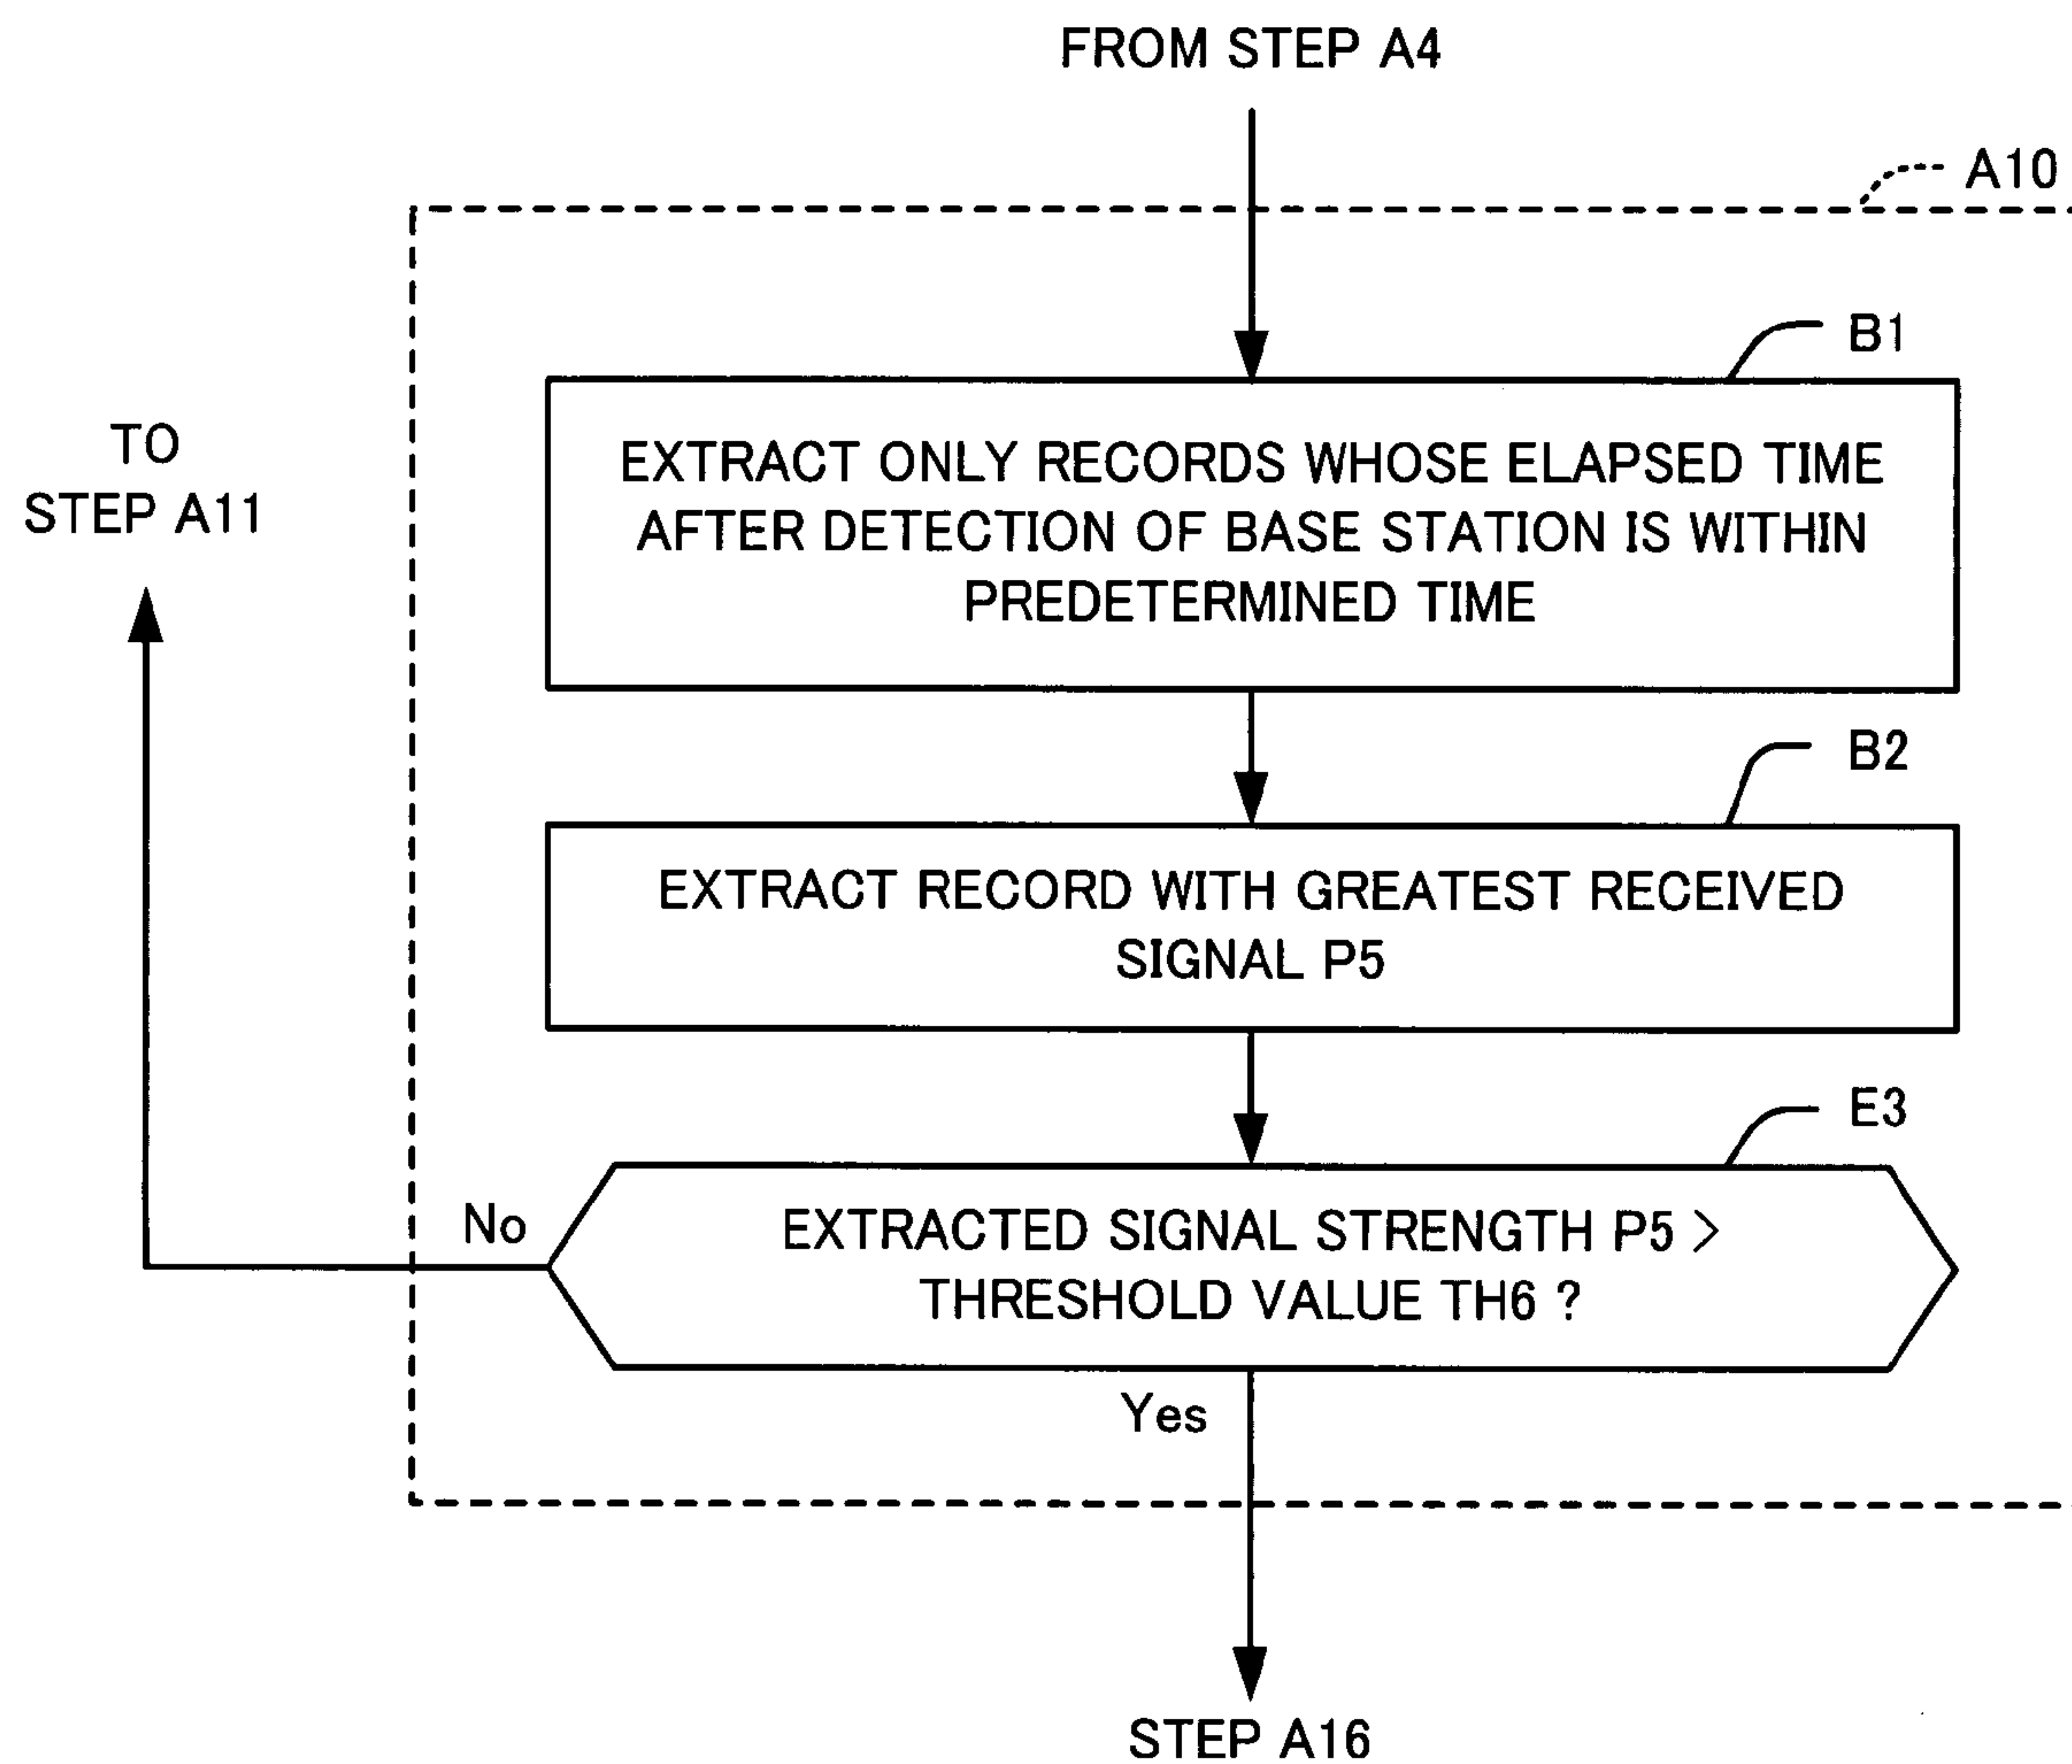 FROM STEP A4
A10
B1
TO
STEP A11
EXTRACT ONLY RECORDS WHOSE ELAPSED TIME
AFTER DETECTION OF BASE STATION IS WITHIN
PREDETERMINED TIME
B2
EXTRACT RECORD WITH GREATEST RECEIVED
SIGNAL P5
E3
No
EXTRACTED SIGNAL STRENGTH P5 >
THRESHOLD VALUE TH6 ?
Yes
STEP A16